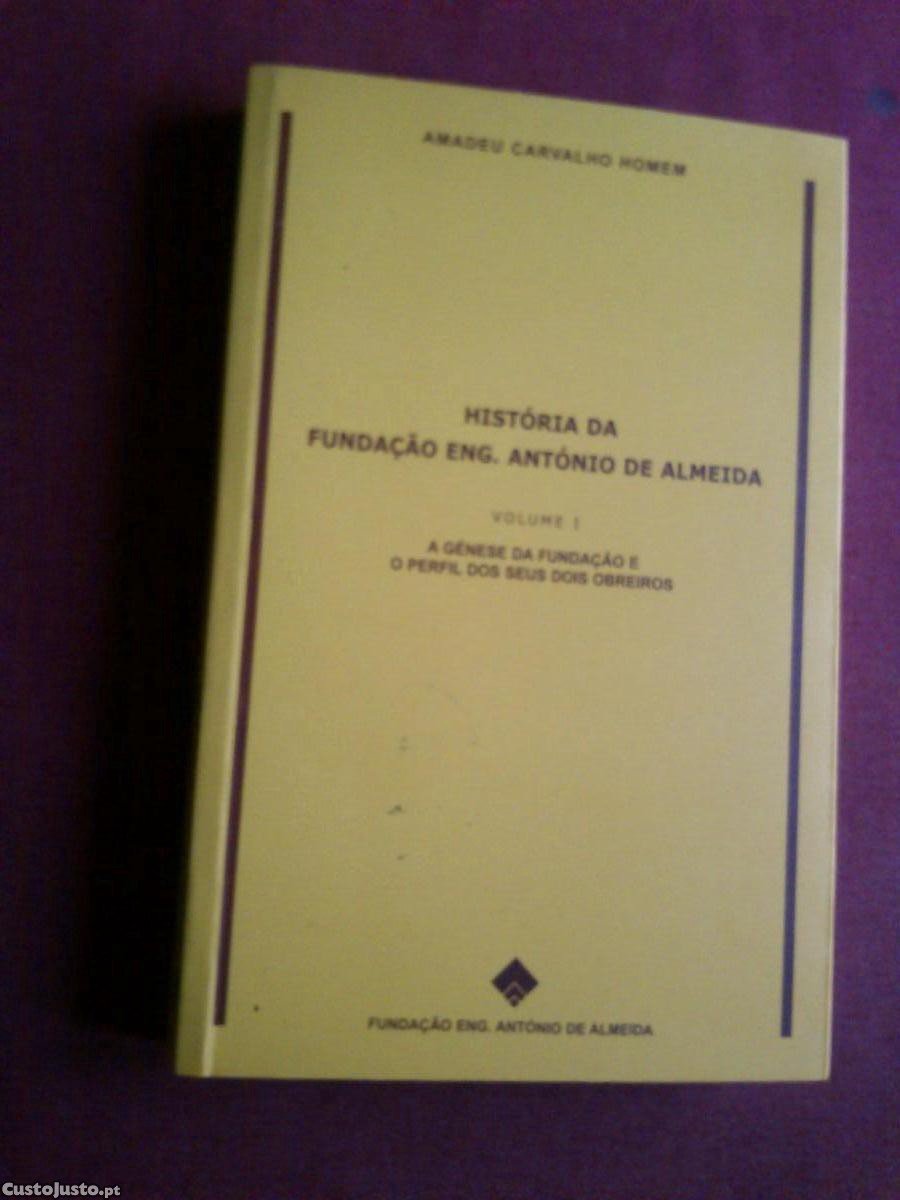 AMADEU CARVALHO HOMEM
HISTÓRIA DA
FUNDAÇÃO ENG. ANTÓNIO DE ALMEIDA
VOLUME I
A GÉNESE DA FUNDAÇÃO E
O PERFIL DOS SEUS DOIS OBREIROS
FUNDAÇÃO ENG. ANTÓNIO DE ALMEIDA
CustoJusto.pt